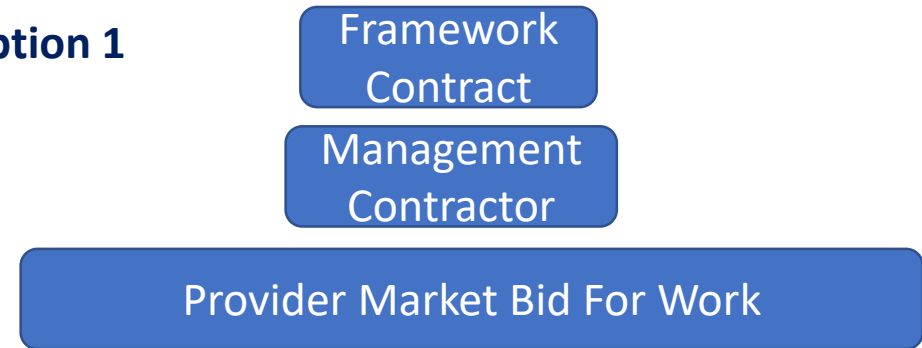 ption 1
Framework
Contract
Management
Contractor
Provider Market Bid For Work